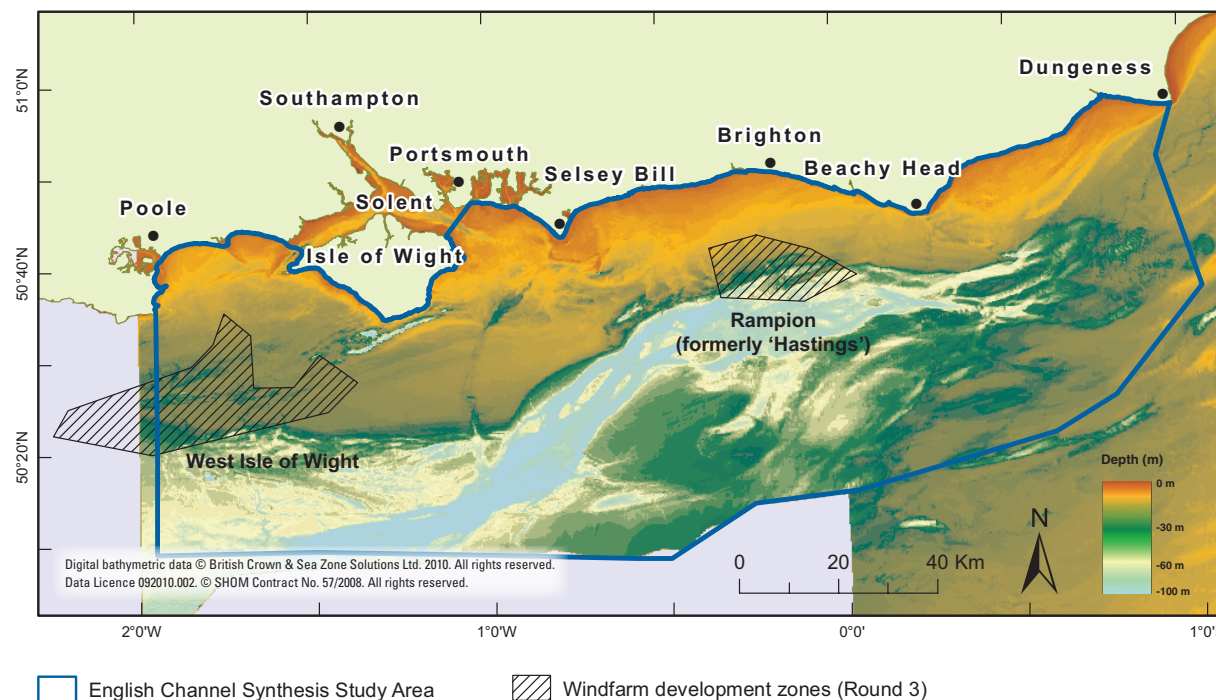 Dungeness
51°0'N
Southampton
Brighton
Portsmouth
Beachy Head
Selsey Bill
Poole
Solent
Isle of Wight
50°40'N
Rampion
(formerly ‘Hastings’)
50°20'N
West Isle of Wight
Depth (m)
0 m
-30 m
-60 m
-100 m
N
0 20 40 Km
Digital bathymetric data © British Crown & Sea Zone Solutions Ltd. 2010. All rights reserved.
Data Licence 092010.002. © SHOM Contract No. 57/2008. All rights reserved.
2°0'W 1°0'W 0°0' 1°0'
English Channel Synthesis Study Area
Windfarm development zones (Round 3)